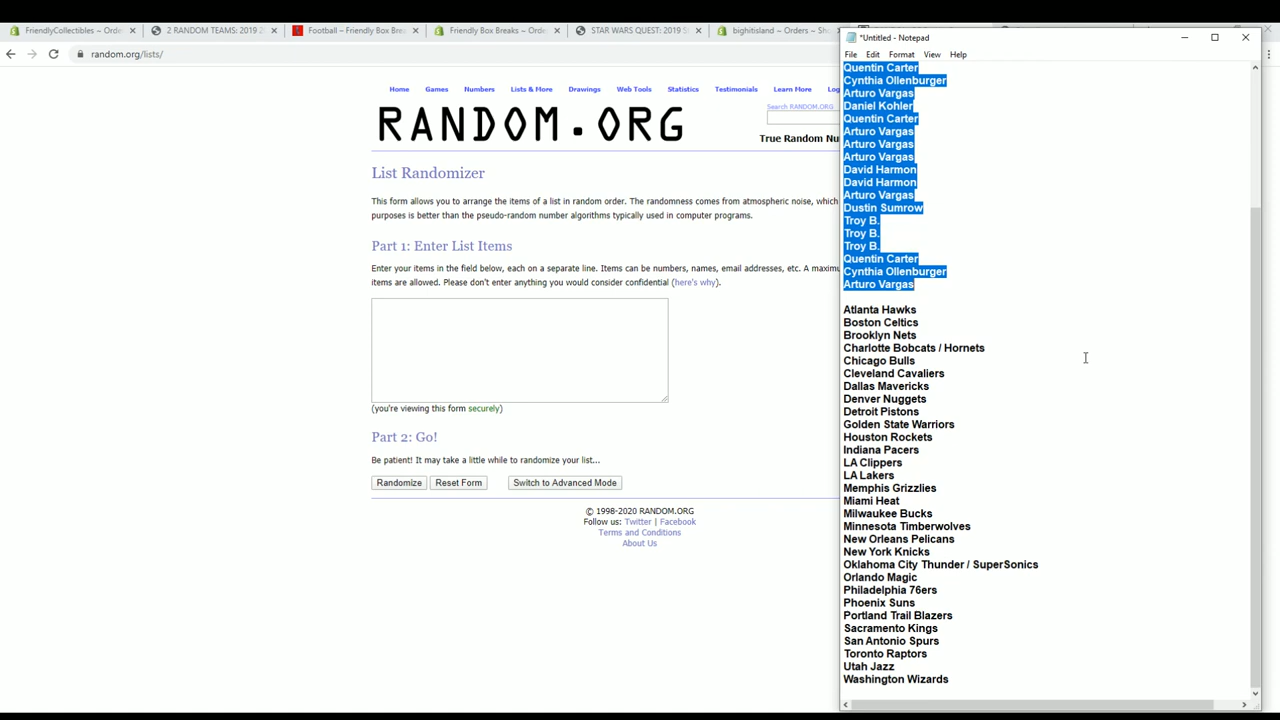 FriendlyCollectibles – Orde
2 RANDOM TEAMS: 2019 2
Football – Friendly Box Bre
Friendly Box Breaks – Orde
STAR WARS QUEST: 2019 S
bighitisland – Orders – Sh
random.org/lists/
Home Games Numbers Lists & More Drawings Web Tools Statistics Testimonials Learn More Log
RANDOM.ORG
Search RANDOM.ORG
True Random Nu
List Randomizer
This form allows you to arrange the items of a list in random order. The randomness comes from atmospheric noise, which
purposes is better than the pseudo-random number algorithms typically used in computer programs.
Part 1: Enter List Items
Enter your items in the field below, each on a separate line. Items can be numbers, names, email addresses, etc. A maximu
items are allowed. Please don't enter anything you would consider confidential (here's why).
(you're viewing this form securely)
Part 2: Go!
Be patient! It may take a little while to randomize your list...
Randomize Reset Form Switch to Advanced Mode
© 1998-2020 RANDOM.ORG
Follow us: Twitter | Facebook
Terms and Conditions
About Us
*Untitled - Notepad
File Edit Format View Help
Quentin Carter
Cynthia Ollenburger
Arturo Vargas
Daniel Kohler
Quentin Carter
Arturo Vargas
Arturo Vargas
Arturo Vargas
David Harmon
David Harmon
Arturo Vargas
Dustin Sumrow
Troy B.
Troy B.
Troy B.
Quentin Carter
Cynthia Ollenburger
Arturo Vargas
Atlanta Hawks
Boston Celtics
Brooklyn Nets
Charlotte Bobcats / Hornets
Chicago Bulls
Cleveland Cavaliers
Dallas Mavericks
Denver Nuggets
Detroit Pistons
Golden State Warriors
Houston Rockets
Indiana Pacers
LA Clippers
LA Lakers
Memphis Grizzlies
Miami Heat
Milwaukee Bucks
Minnesota Timberwolves
New Orleans Pelicans
New York Knicks
Oklahoma City Thunder / SuperSonics
Orlando Magic
Philadelphia 76ers
Phoenix Suns
Portland Trail Blazers
Sacramento Kings
San Antonio Spurs
Toronto Raptors
Utah Jazz
Washington Wizards